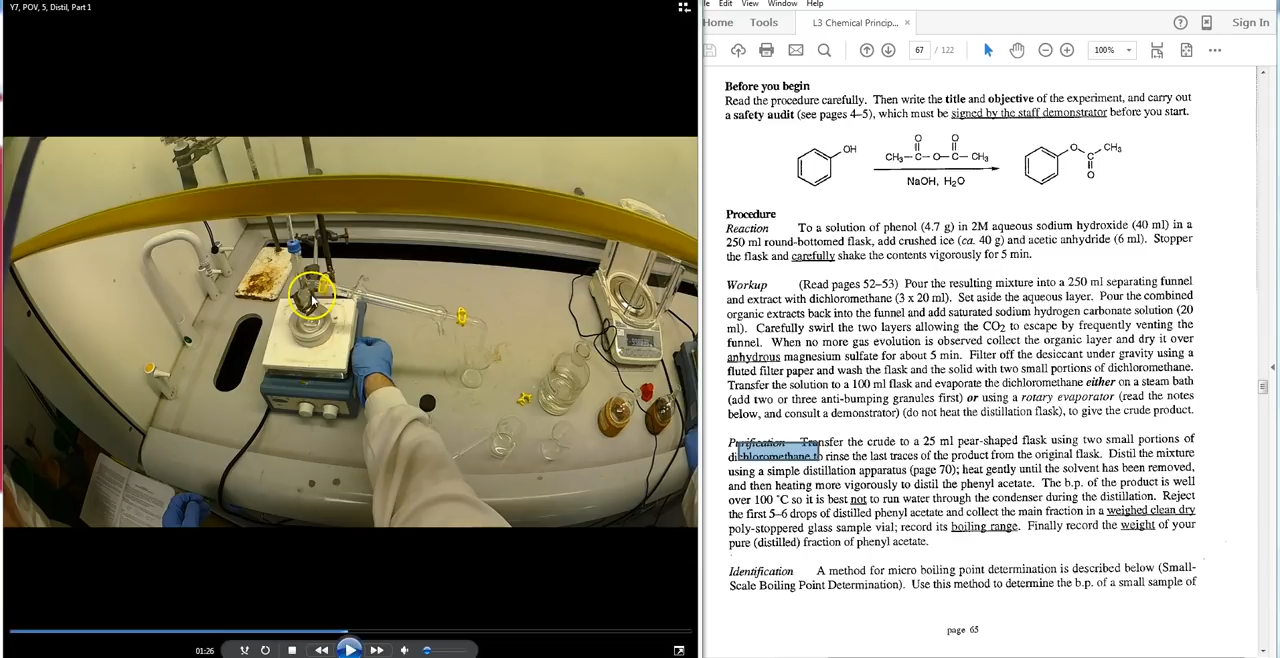 Y7, POV, 5, Distil, Part 1
01:26
Edit View Window Help
Home Tools L3 Chemical Princip... × Sign In
67 / 122 100%
Before you begin
Read the procedure carefully. Then write the title and objective of the experiment, and carry out
a safety audit (see pages 4–5), which must be signed by the staff demonstrator before you start.
OH
O O
CH3–C–O–C–CH3
NaOH, H2O
O C CH3
O
Procedure
Reaction To a solution of phenol (4.7 g) in 2M aqueous sodium hydroxide (40 ml) in a
250 ml round-bottomed flask, add crushed ice (ca. 40 g) and acetic anhydride (6 ml). Stopper
the flask and carefully shake the contents vigorously for 5 min.
Workup (Read pages 52–53) Pour the resulting mixture into a 250 ml separating funnel
and extract with dichloromethane (3 x 20 ml). Set aside the aqueous layer. Pour the combined
organic extracts back into the funnel and add saturated sodium hydrogen carbonate solution (20
ml). Carefully swirl the two layers allowing the CO2 to escape by frequently venting the
funnel. When no more gas evolution is observed collect the organic layer and dry it over
anhydrous magnesium sulfate for about 5 min. Filter off the desiccant under gravity using a
fluted filter paper and wash the flask and the solid with two small portions of dichloromethane.
Transfer the solution to a 100 ml flask and evaporate the dichloromethane either on a steam bath
(add two or three anti-bumping granules first) or using a rotary evaporator (read the notes
below, and consult a demonstrator) (do not heat the distillation flask), to give the crude product.
Purification Transfer the crude to a 25 ml pear-shaped flask using two small portions of
dichloromethane to rinse the last traces of the product from the original flask. Distil the mixture
using a simple distillation apparatus (page 70); heat gently until the solvent has been removed,
and then heating more vigorously to distil the phenyl acetate. The b.p. of the product is well
over 100 °C so it is best not to run water through the condenser during the distillation. Reject
the first 5–6 drops of distilled phenyl acetate and collect the main fraction in a weighed clean dry
poly-stoppered glass sample vial; record its boiling range. Finally record the weight of your
pure (distilled) fraction of phenyl acetate.
Identification A method for micro boiling point determination is described below (Small-
Scale Boiling Point Determination). Use this method to determine the b.p. of a small sample of
page 65